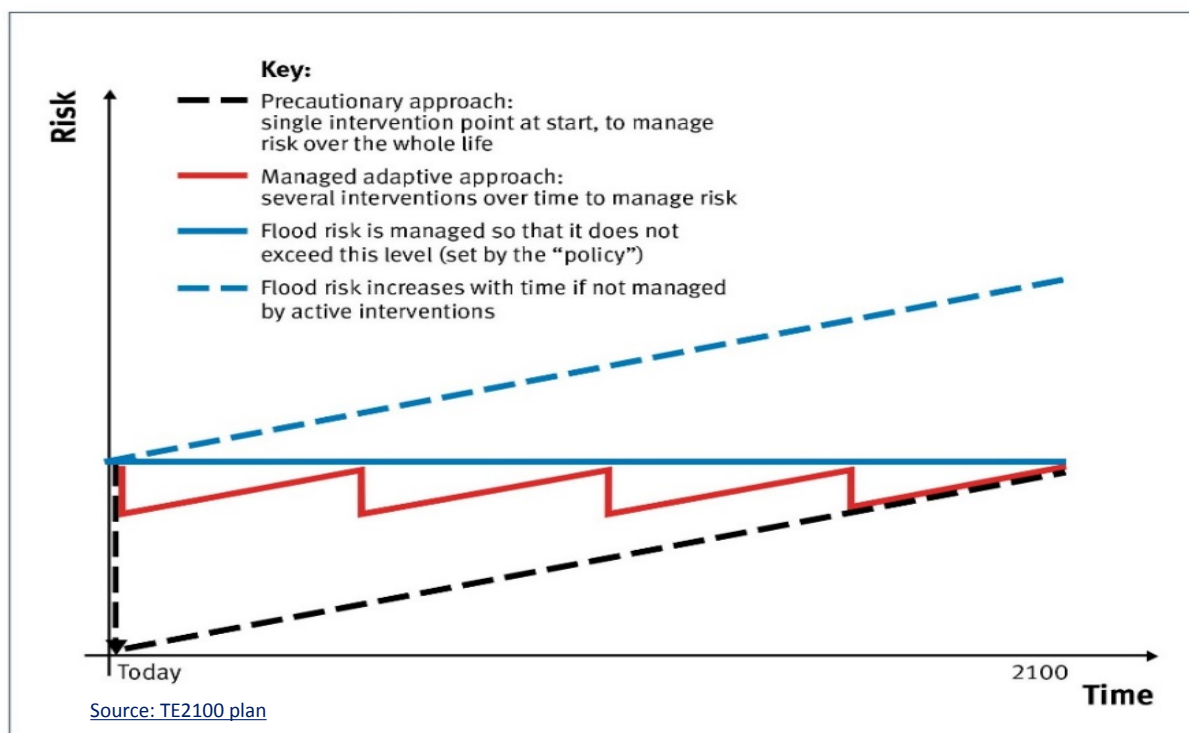 Key:
Risk
Precautionary approach:
single intervention point at start, to manage
risk over the whole life
Managed adaptive approach:
several interventions over time to manage risk
Flood risk is managed so that it does not
exceed this level (set by the “policy”)
Flood risk increases with time if not managed
by active interventions
Today
2100
Time
Source: TE2100 plan